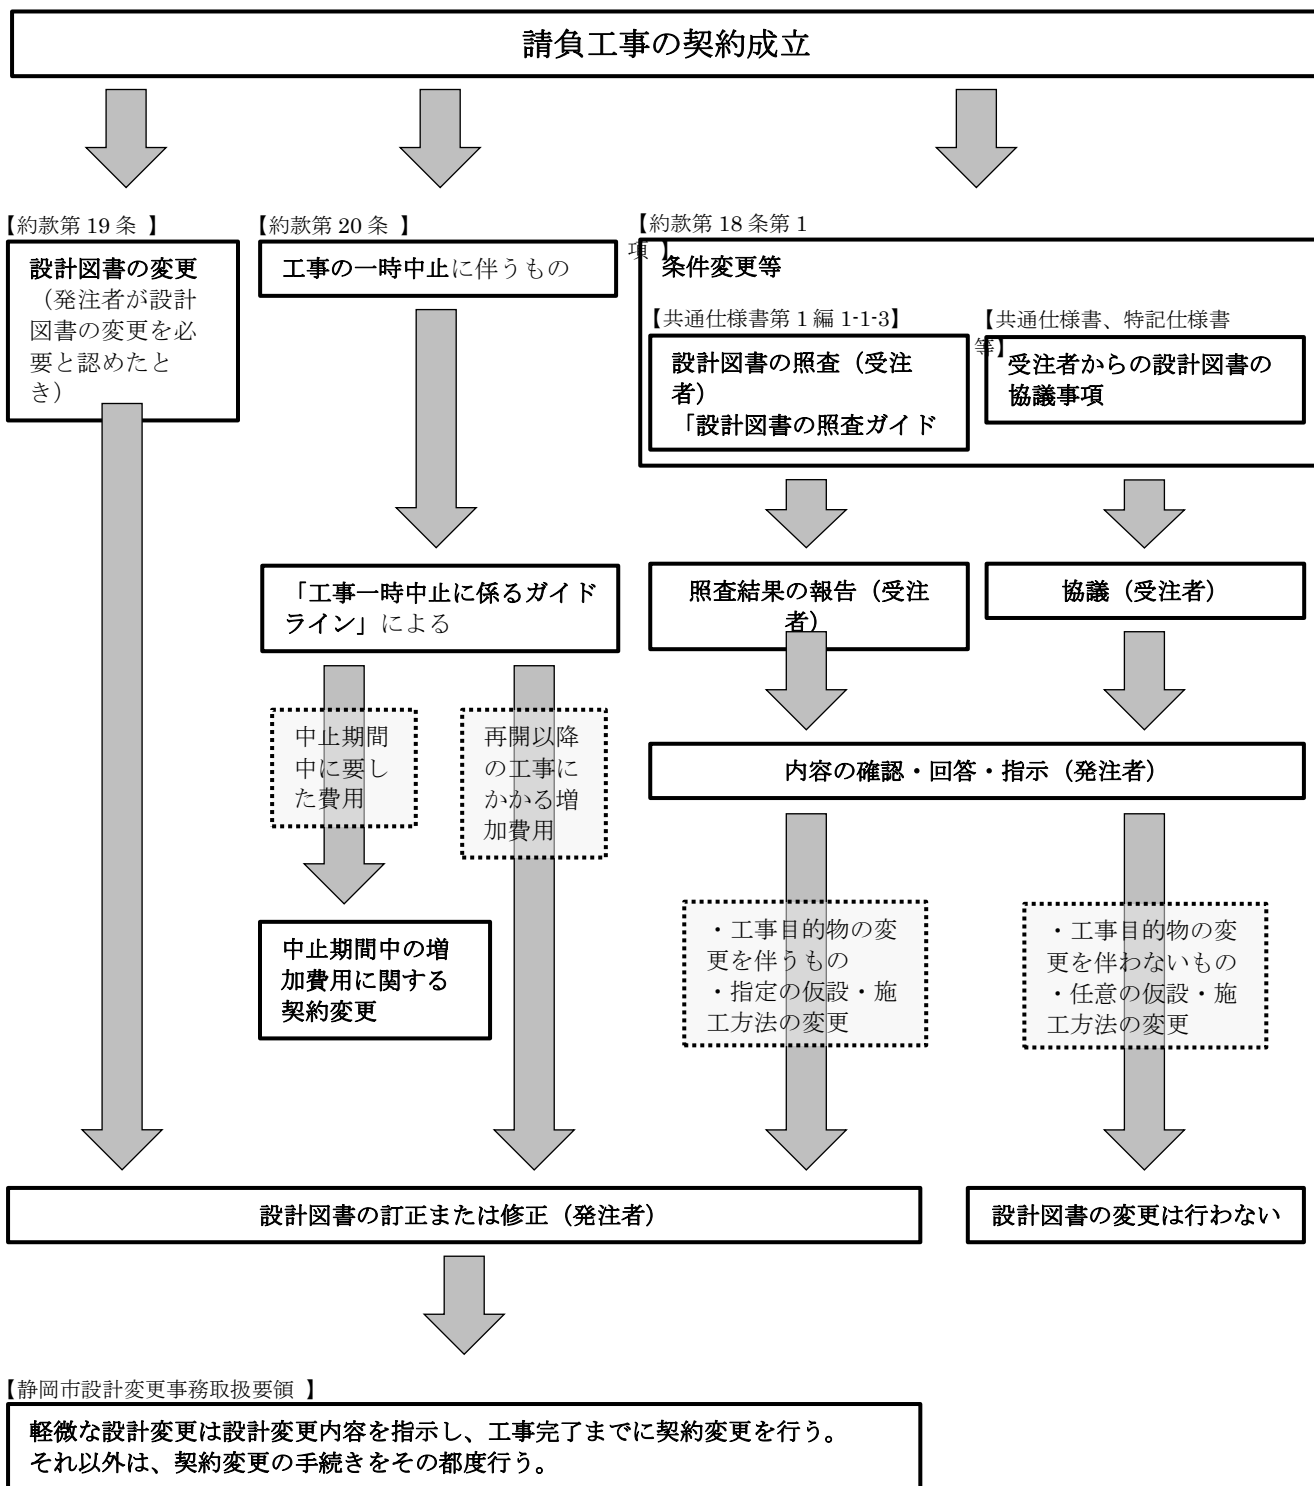 請負工事の契約成立
【約款第 19 条 】
設計図書の変更
（発注者が設計
図書の変更を必
要と認めたと
き）
【約款第 20 条 】
工事の一時中止に伴うもの
【約款第 18 条第 1
項 】
条件変更等
【共通仕様書第 1 編 1-1-3】
設計図書の照査（受注
者）
「設計図書の照査ガイド
【共通仕様書、特記仕様書
等】
受注者からの設計図書の
協議事項
「工事一時中止に係るガイド
ライン」による
照査結果の報告（受注
者）
協議（受注者）
中止期間
中に要し
た費用
再開以降
の工事に
かかる増
加費用
内容の確認・回答・指示（発注者）
中止期間中の増
加費用に関する
契約変更
・工事目的物の変
更を伴うもの
・指定の仮設・施
工方法の変更
・工事目的物の変
更を伴わないもの
・任意の仮設・施
工方法の変更
設計図書の訂正または修正（発注者）
設計図書の変更は行わない
【静岡市設計変更事務取扱要領 】
軽微な設計変更は設計変更内容を指示し、工事完了までに契約変更を行う。
それ以外は、契約変更の手続きをその都度行う。